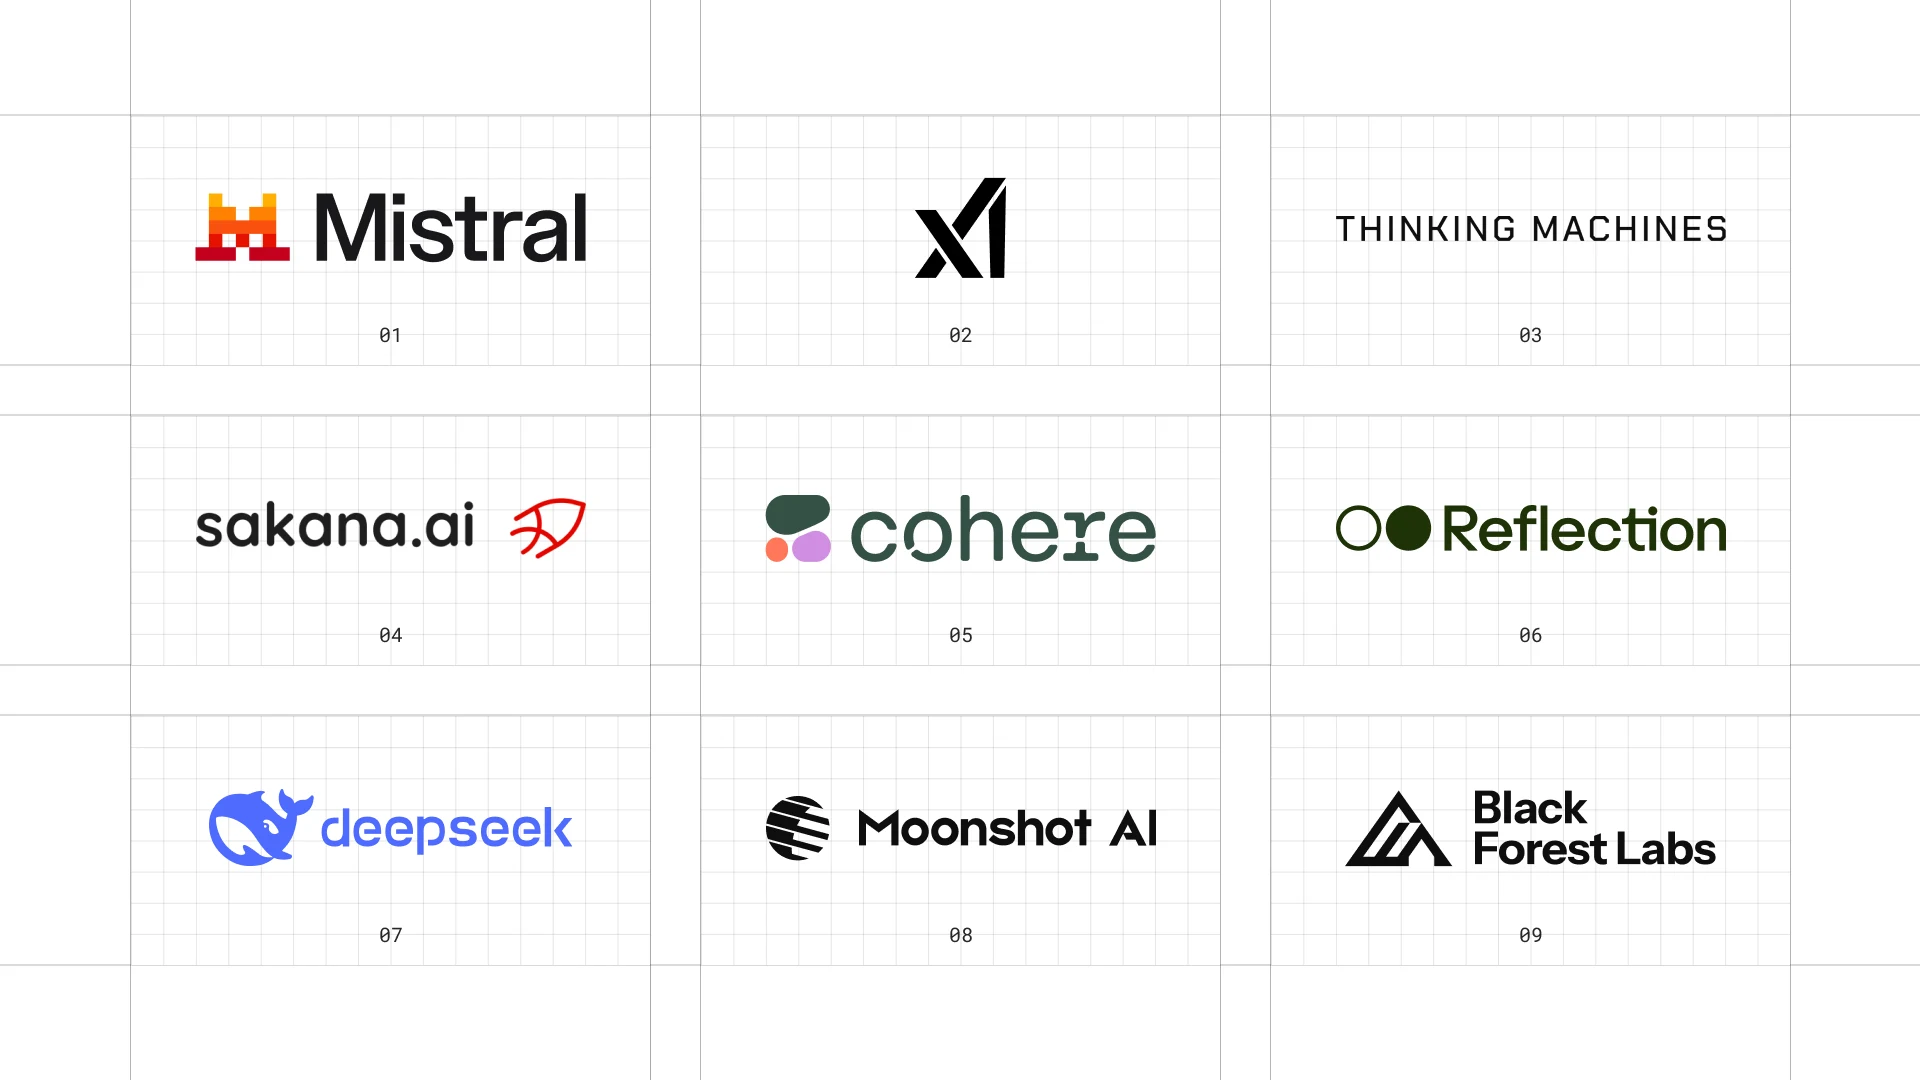 Mistral
01
xI
02
THINKING MACHINES
03
sakana.ai
04
cohere
05
Reflection
06
deepseek
07
Moonshot AI
08
Black
Forest Labs
09